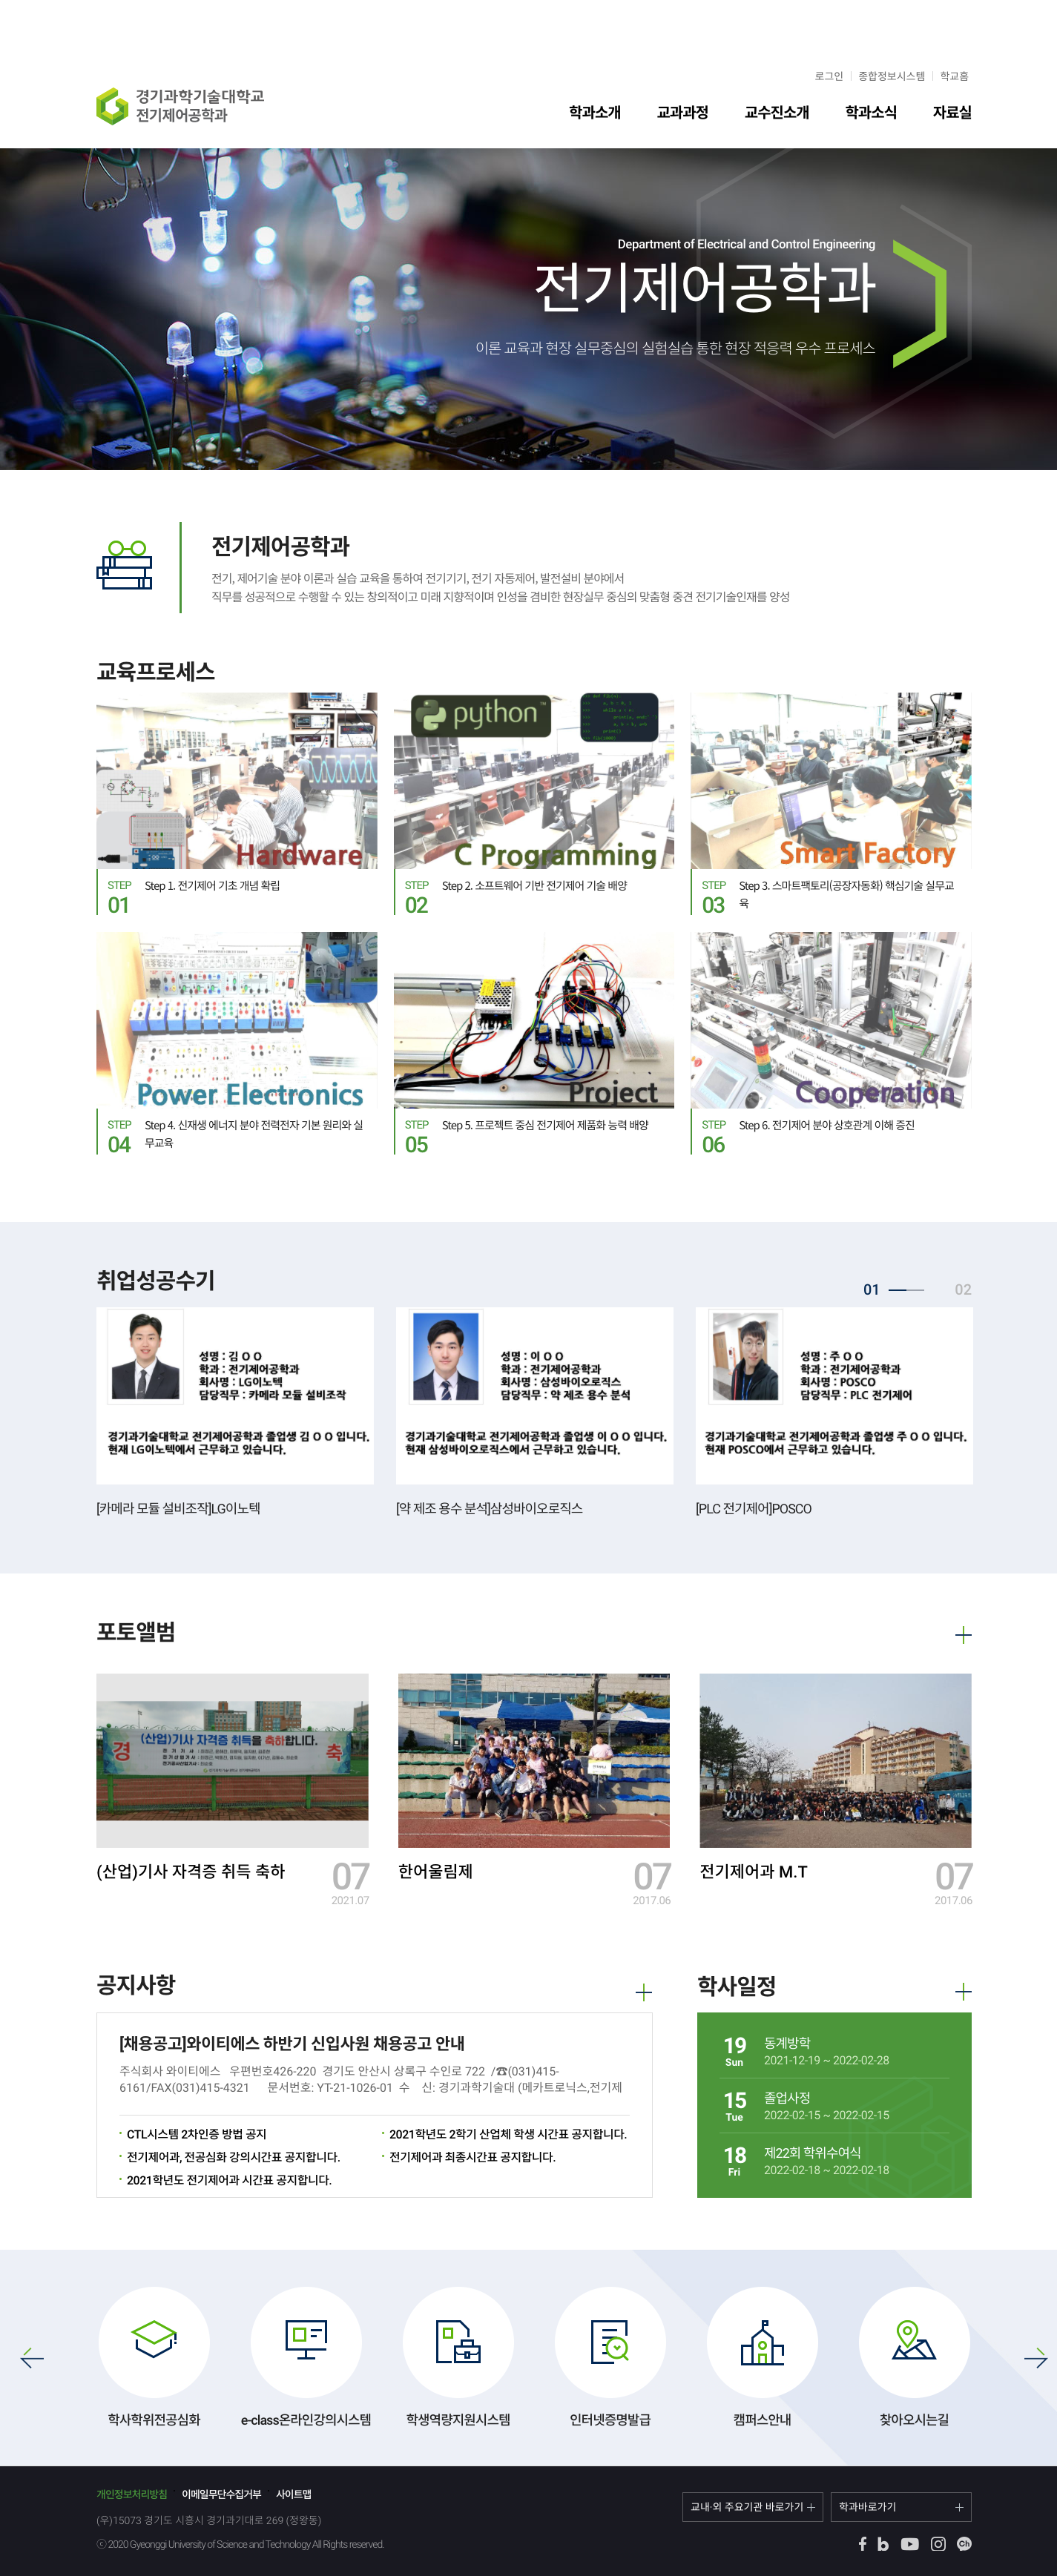 로그인
종합정보시스템
학교홈
경기과학기술대학교
전기제어공학과
학과소개
교과과정
교수진소개
학과소식
자료실
Department of Electrical and Control Engineering
전기제어공학과
이론 교육과 현장 실무중심의 실험실습 통한 현장 적응력 우수 프로세스
전기제어공학과
전기, 제어기술 분야 이론과 실습 교육을 통하여 전기기기, 전기 자동제어, 발전설비 분야에서
직무를 성공적으로 수행할 수 있는 창의적이고 미래 지향적이며 인성을 겸비한 현장실무 중심의 맞춤형 중견 전기기술인재를 양성
교육프로세스
Hardware
STEP
01
Step 1. 전기제어 기초 개념 확립
python
C Programming
STEP
02
Step 2. 소프트웨어 기반 전기제어 기술 배양
Smart Factory
STEP
03
Step 3. 스마트팩토리(공장자동화) 핵심기술 실무교
육
Power Electronics
STEP
04
Step 4. 신재생 에너지 분야 전력전자 기본 원리와 실
무교육
Project
STEP
05
Step 5. 프로젝트 중심 전기제어 제품화 능력 배양
Cooperation
STEP
06
Step 6. 전기제어 분야 상호관계 이해 증진
취업성공수기
01
02
성명 : 김 O O
학과 : 전기제어공학과
회사명 : LG이노텍
담당직무 : 카메라 모듈 설비조작
경기과기술대학교 전기제어공학과 졸업생 김 O O 입니다.
현재 LG이노텍에서 근무하고 있습니다.
[카메라 모듈 설비조작]LG이노텍
성명 : 이 O O
학과 : 전기제어공학과
회사명 : 삼성바이오로직스
담당직무 : 약 제조 용수 분석
경기과기술대학교 전기제어공학과 졸업생 이 O O 입니다.
현재 삼성바이오로직스에서 근무하고 있습니다.
[약 제조 용수 분석]삼성바이오로직스
성명 : 주 O O
학과 : 전기제어공학과
회사명 : POSCO
담당직무 : PLC 전기제어
경기과기술대학교 전기제어공학과 졸업생 주 O O 입니다.
현재 POSCO에서 근무하고 있습니다.
[PLC 전기제어]POSCO
포토앨범
경
(산업)기사 자격증 취득을 축하합니다.
축
(산업)기사 자격증 취득 축하
07
2021.07
한어울림제
07
2017.06
전기제어과 M.T
07
2017.06
공지사항
[채용공고]와이티에스 하반기 신입사원 채용공고 안내
주식회사 와이티에스 우편번호426-220 경기도 안산시 상록구 수인로 722 /☎(031)415-
6161/FAX(031)415-4321 문서번호: YT-21-1026-01 수 신: 경기과학기술대 (메카트로닉스,전기제
CTL시스템 2차인증 방법 공지
2021학년도 2학기 산업체 학생 시간표 공지합니다.
전기제어과, 전공심화 강의시간표 공지합니다.
전기제어과 최종시간표 공지합니다.
2021학년도 전기제어과 시간표 공지합니다.
학사일정
19
Sun
동계방학
2021-12-19 ~ 2022-02-28
15
Tue
졸업사정
2022-02-15 ~ 2022-02-15
18
Fri
제22회 학위수여식
2022-02-18 ~ 2022-02-18
학사학위전공심화
e-class온라인강의시스템
학생역량지원시스템
인터넷증명발급
캠퍼스안내
찾아오시는길
개인정보처리방침
이메일무단수집거부
사이트맵
(우)15073 경기도 시흥시 경기과기대로 269 (정왕동)
ⓒ 2020 Gyeonggi University of Science and Technology All Rights reserved.
교내·외 주요기관 바로가기
학과바로가기
Ch